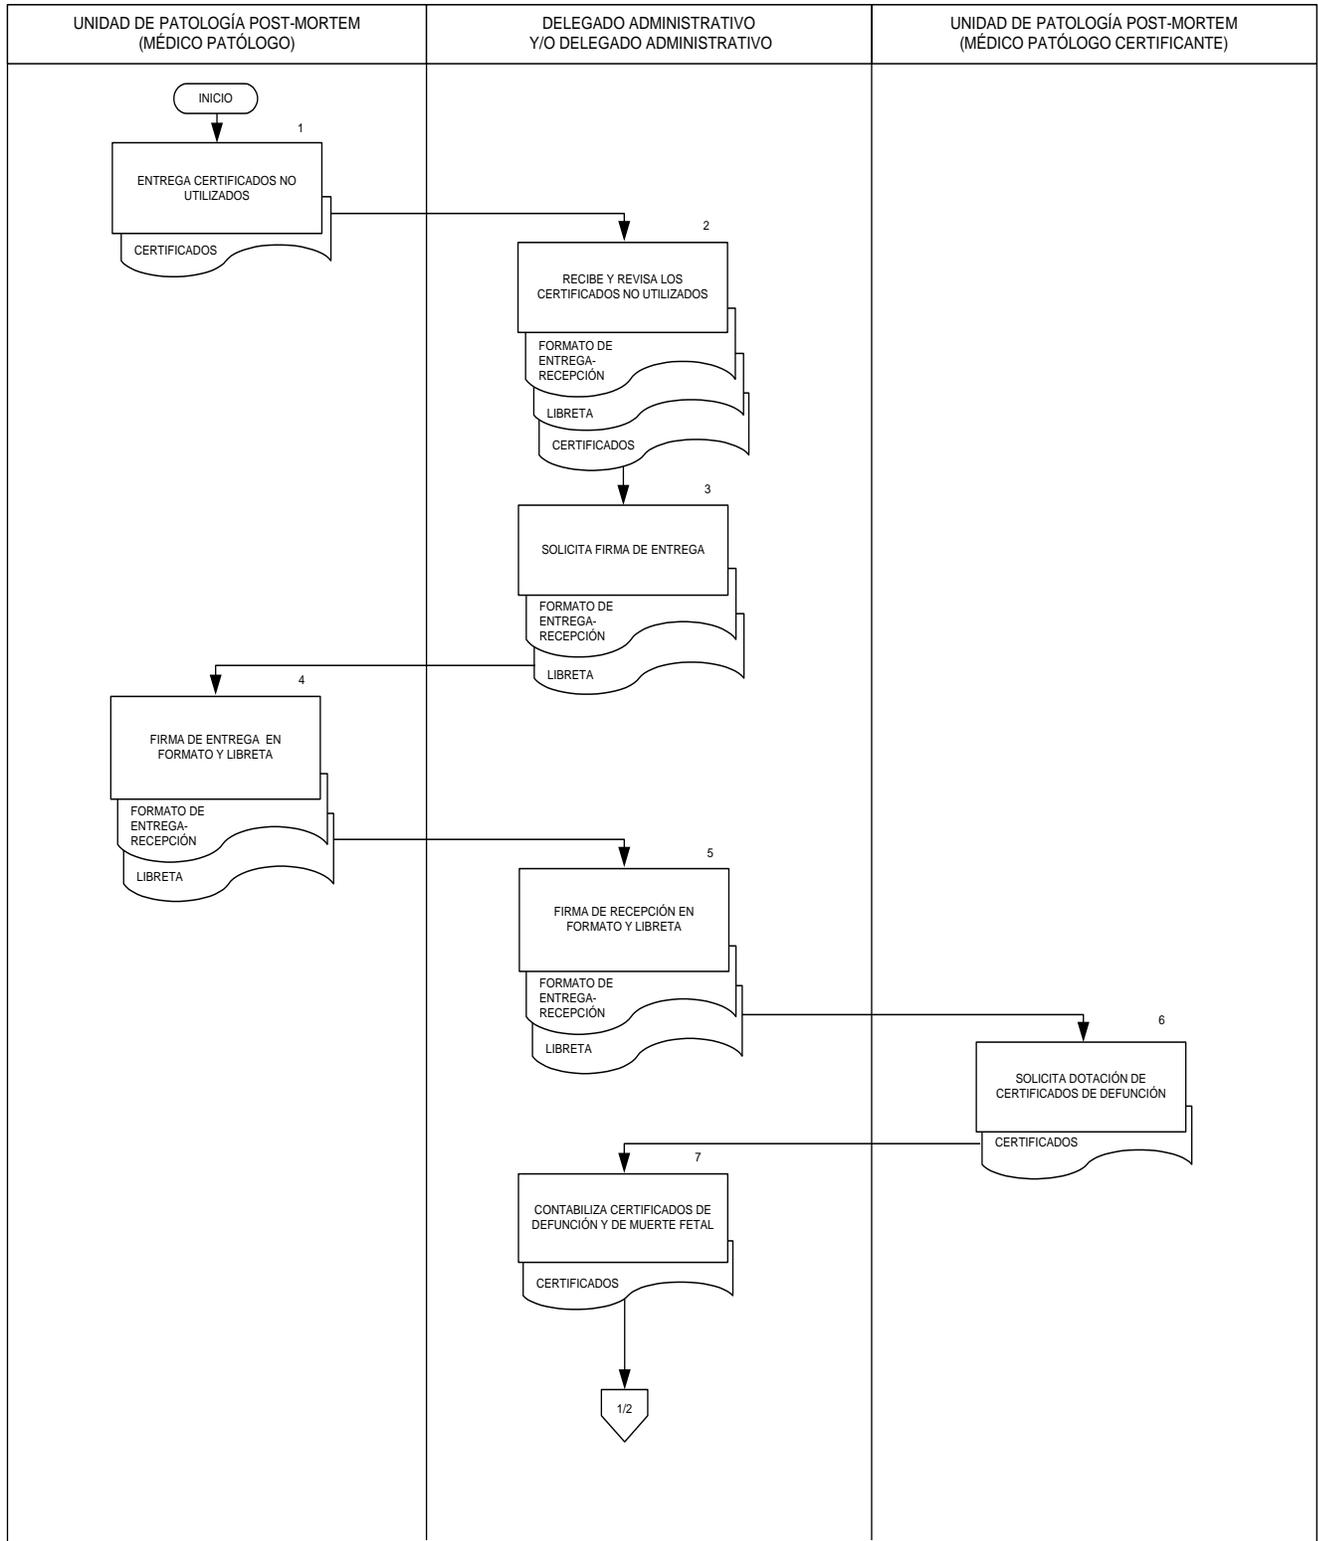 UNIDAD DE PATOLOGÍA POST-MORTEM
(MÉDICO PATÓLOGO)
DELEGADO ADMINISTRATIVO
Y/O DELEGADO ADMINISTRATIVO
UNIDAD DE PATOLOGÍA POST-MORTEM
(MÉDICO PATÓLOGO CERTIFICANTE)
INICIO
1
ENTREGA CERTIFICADOS NO
UTILIZADOS
CERTIFICADOS
2
RECIBE Y REVISA LOS
CERTIFICADOS NO UTILIZADOS
FORMATO DE
ENTREGA-
RECEPCIÓN
LIBRETA
CERTIFICADOS
3
SOLICITA FIRMA DE ENTREGA
FORMATO DE
ENTREGA-
RECEPCIÓN
LIBRETA
4
FIRMA DE ENTREGA EN
FORMATO Y LIBRETA
FORMATO DE
ENTREGA-
RECEPCIÓN
LIBRETA
5
FIRMA DE RECEPCIÓN EN
FORMATO Y LIBRETA
FORMATO DE
ENTREGA-
RECEPCIÓN
LIBRETA
6
SOLICITA DOTACIÓN DE
CERTIFICADOS DE DEFUNCIÓN
CERTIFICADOS
7
CONTABILIZA CERTIFICADOS DE
DEFUNCIÓN Y DE MUERTE FETAL
CERTIFICADOS
1/2